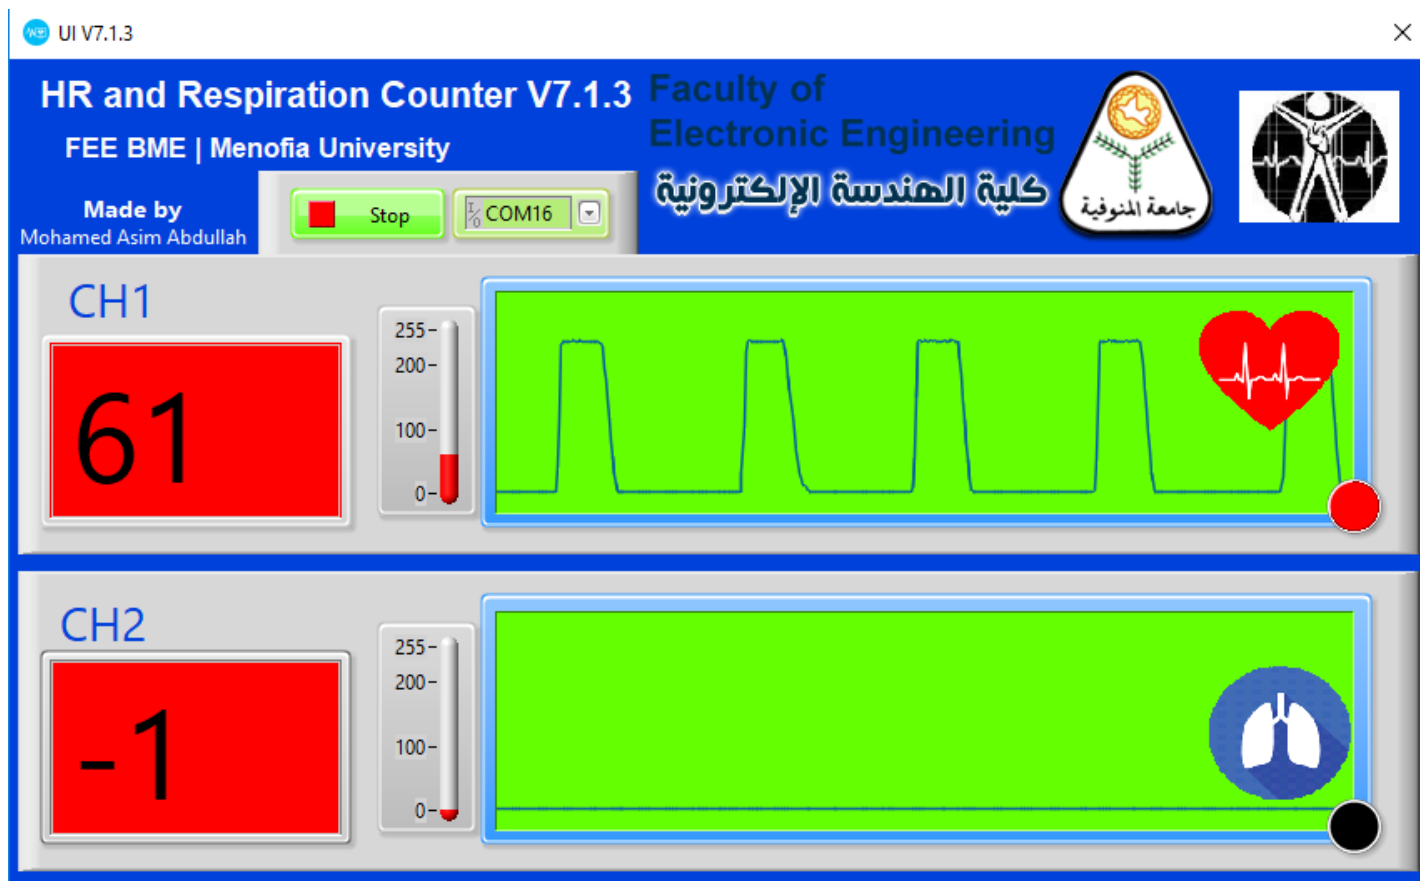 UI V7.1.3
HR and Respiration Counter V7.1.3
FEE BME | Menofia University
Made by
Mohamed Asim Abdullah
Faculty of
Electronic Engineering
كلية الهندسة الإلكترونية
جامعة المنوفية
Stop
I/O COM16
CH1
61
255
200
100
0
CH2
-1
255
200
100
0